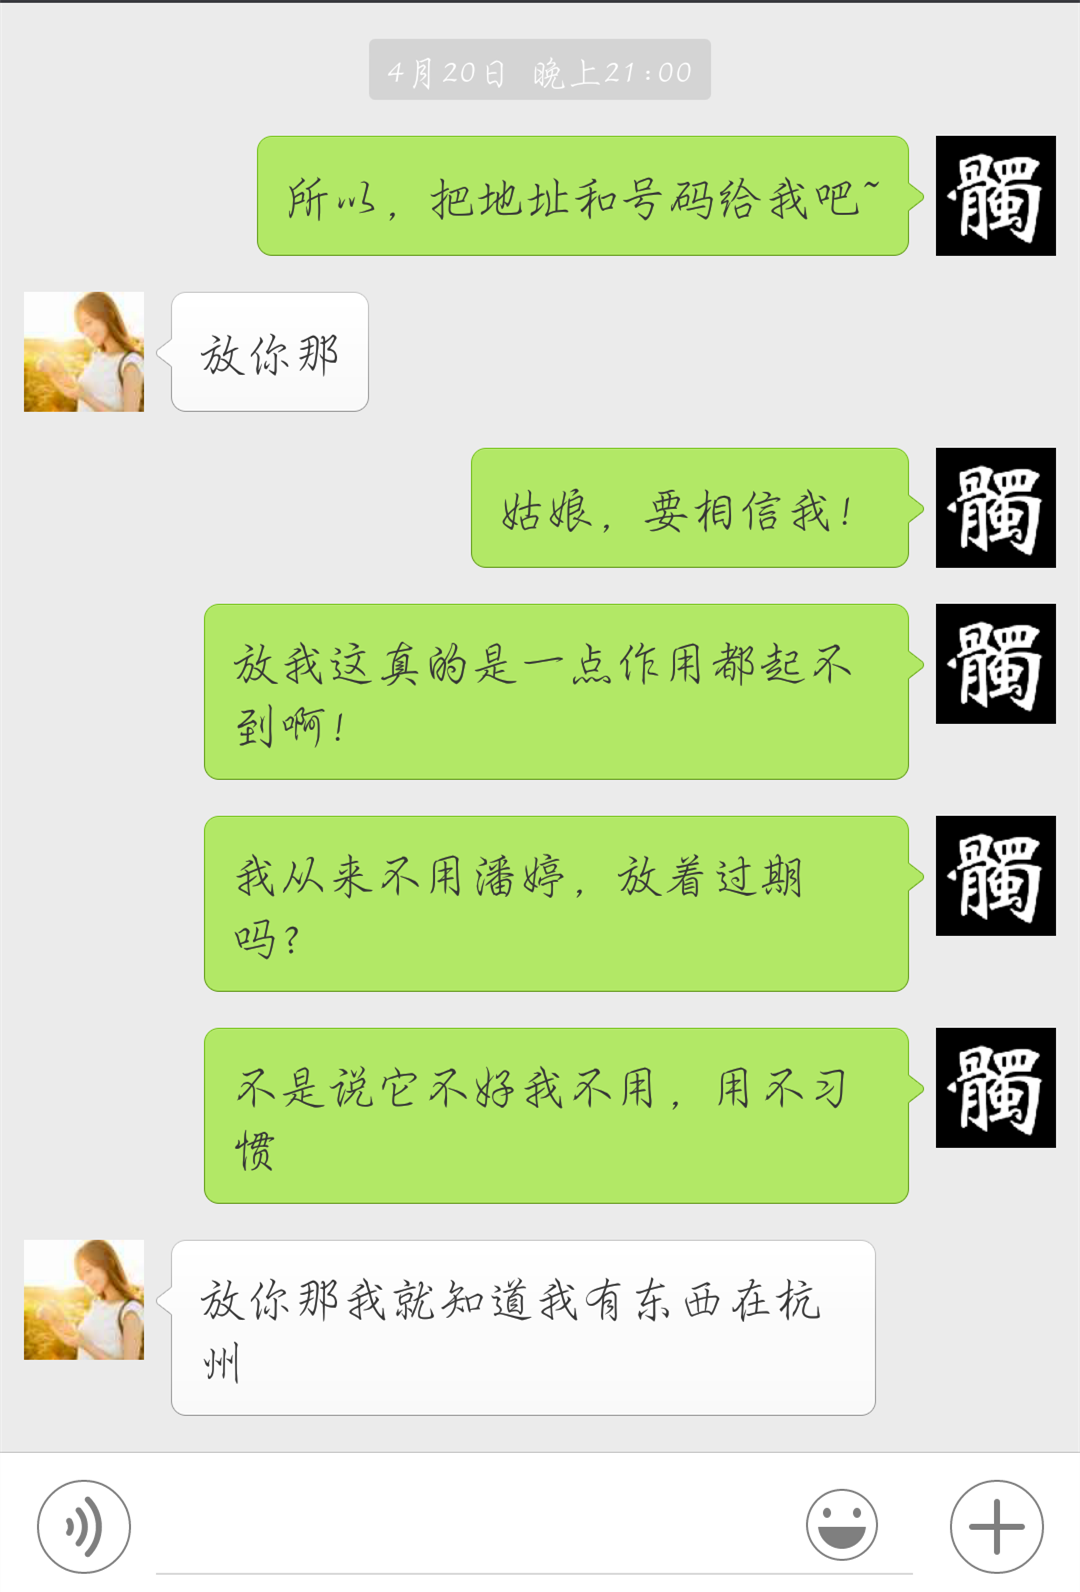 4月20日 晚上21:00
所以，把地址和号码给我吧~
髑
放你那
姑娘，要相信我！
髑
放我这真的是一点作用都起不
到啊！
髑
我从来不用潘婷，放着过期
吗？
髑
不是说它不好我不用，用不习
惯
髑
放你那我就知道我有东西在杭
州